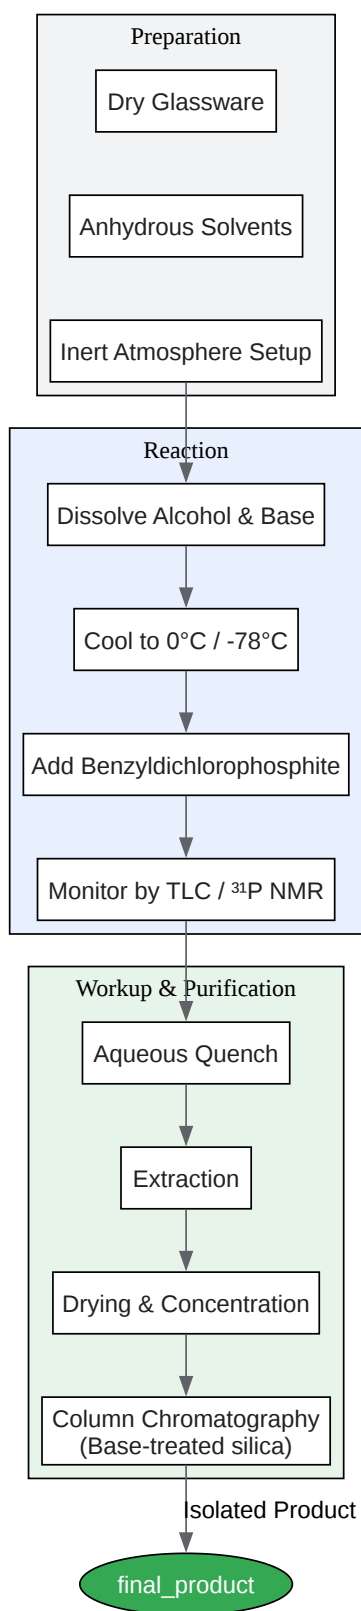 Preparation
Dry Glassware
Anhydrous Solvents
Inert Atmosphere Setup
Reaction
Dissolve Alcohol & Base
Cool to 0°C / -78°C
Add Benzyldichlorophosphite
Monitor by TLC / ³¹P NMR
Workup & Purification
Aqueous Quench
Extraction
Drying & Concentration
Column Chromatography
(Base-treated silica)
Isolated Product
final_product